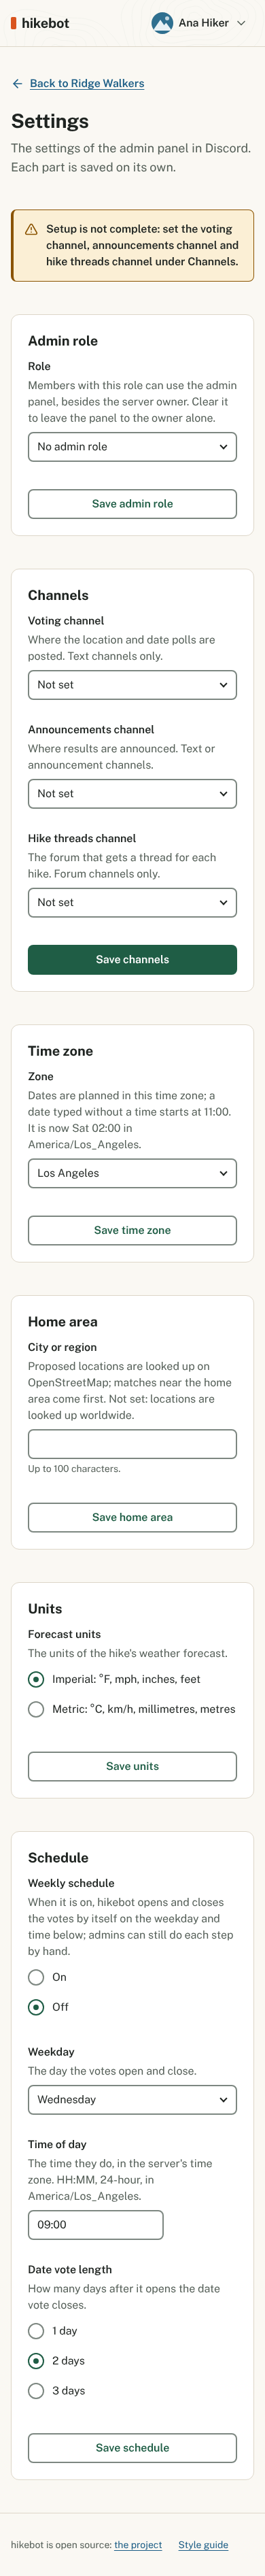 hikebot
Ana Hiker
Back to Ridge Walkers
Settings
The settings of the admin panel in Discord.
Each part is saved on its own.
Setup is not complete: set the voting
channel, announcements channel and
hike threads channel under Channels.
Admin role
Role
Members with this role can use the admin
panel, besides the server owner. Clear it
to leave the panel to the owner alone.
No admin role
Save admin role
Channels
Voting channel
Where the location and date polls are
posted. Text channels only.
Not set
Announcements channel
Where results are announced. Text or
announcement channels.
Not set
Hike threads channel
The forum that gets a thread for each
hike. Forum channels only.
Not set
Save channels
Time zone
Zone
Dates are planned in this time zone; a
date typed without a time starts at 11:00.
It is now Sat 02:00 in
America/Los_Angeles.
Los Angeles
Save time zone
Home area
City or region
Proposed locations are looked up on
OpenStreetMap; matches near the home
area come first. Not set: locations are
looked up worldwide.
Up to 100 characters.
Save home area
Units
Forecast units
The units of the hike's weather forecast.
Imperial: °F, mph, inches, feet
Metric: °C, km/h, millimetres, metres
Save units
Schedule
Weekly schedule
When it is on, hikebot opens and closes
the votes by itself on the weekday and
time below; admins can still do each step
by hand.
On
Off
Weekday
The day the votes open and close.
Wednesday
Time of day
The time they do, in the server's time
zone. HH:MM, 24-hour, in
America/Los_Angeles.
09:00
Date vote length
How many days after it opens the date
vote closes.
1 day
2 days
3 days
Save schedule
hikebot is open source: the project
Style guide